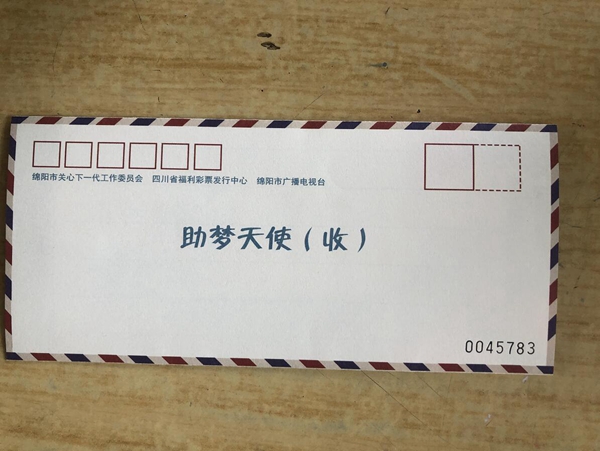 绵阳市关心下一代工作委员会 四川省福利彩票发行中心 绵阳市广播电视台
助梦天使（收）
0045783